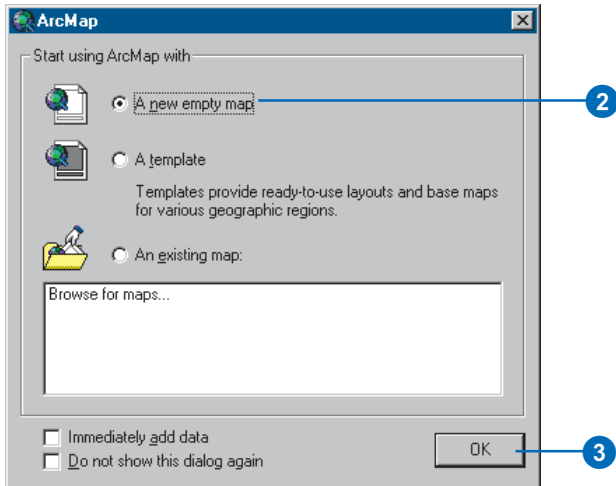 ArcMap
Start using ArcMap with
A new empty map
2
A template
Templates provide ready-to-use layouts and base maps
for various geographic regions.
An existing map:
Browse for maps...
Immediately add data
Do not show this dialog again
OK
3